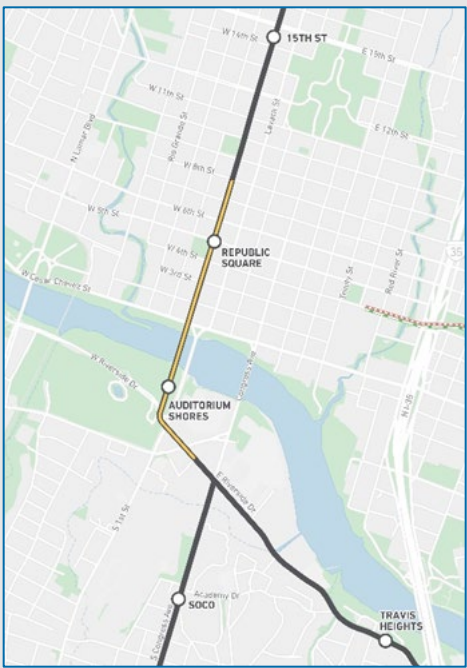 W 14th St
15TH ST
E 15th St
W 11th St
Lavaca St
N Lamar Blvd
Rio Grande St
E 12th St
W 8th St
W 5th St
W 6th St
W 4th St
REPUBLIC
SQUARE
W 3rd St
Trinity St
Red River St
35
W Cesar Chavez St
W Riverside Dr
Congress Ave
AUDITORIUM
SHORES
N I-35
E Riverside Dr
S 1st St
Academy Dr
SOCO
S Congress Ave
TRAVIS
HEIGHTS